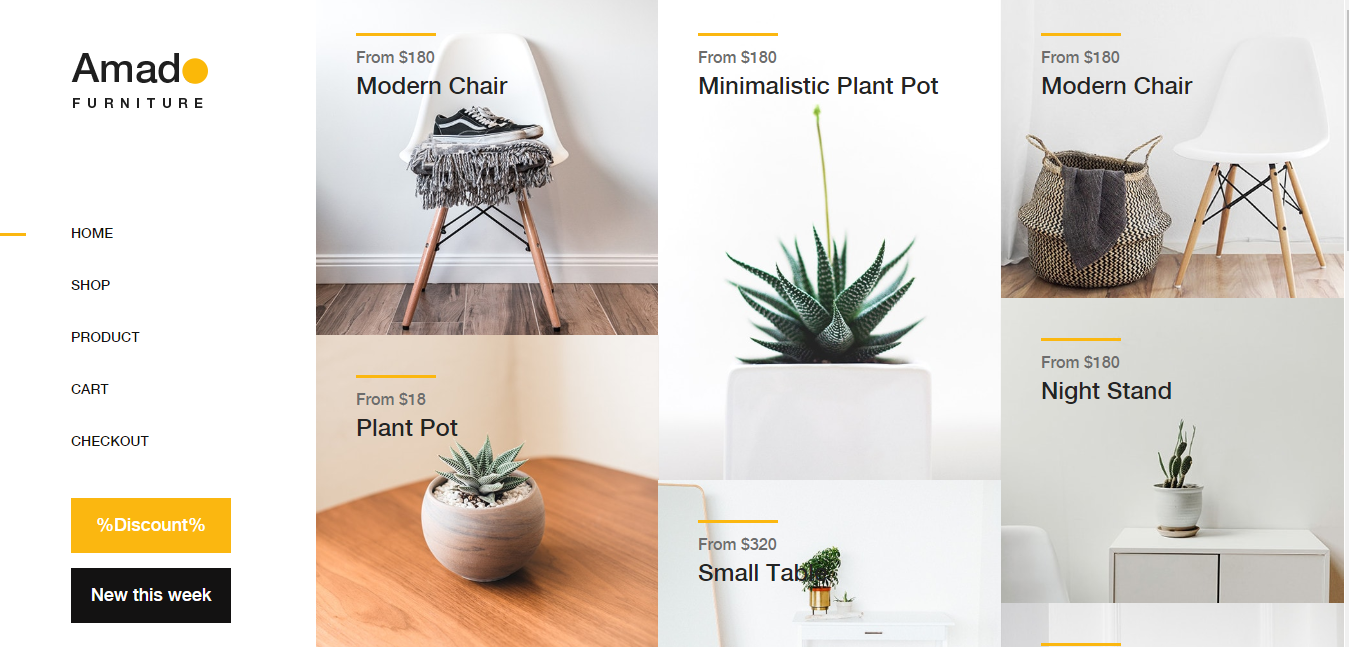 Amado
FURNITURE
HOME
SHOP
PRODUCT
CART
CHECKOUT
%Discount%
New this week
From $180
Modern Chair
From $18
Plant Pot
From $180
Minimalistic Plant Pot
From $320
Small Table
From $180
Modern Chair
From $180
Night Stand